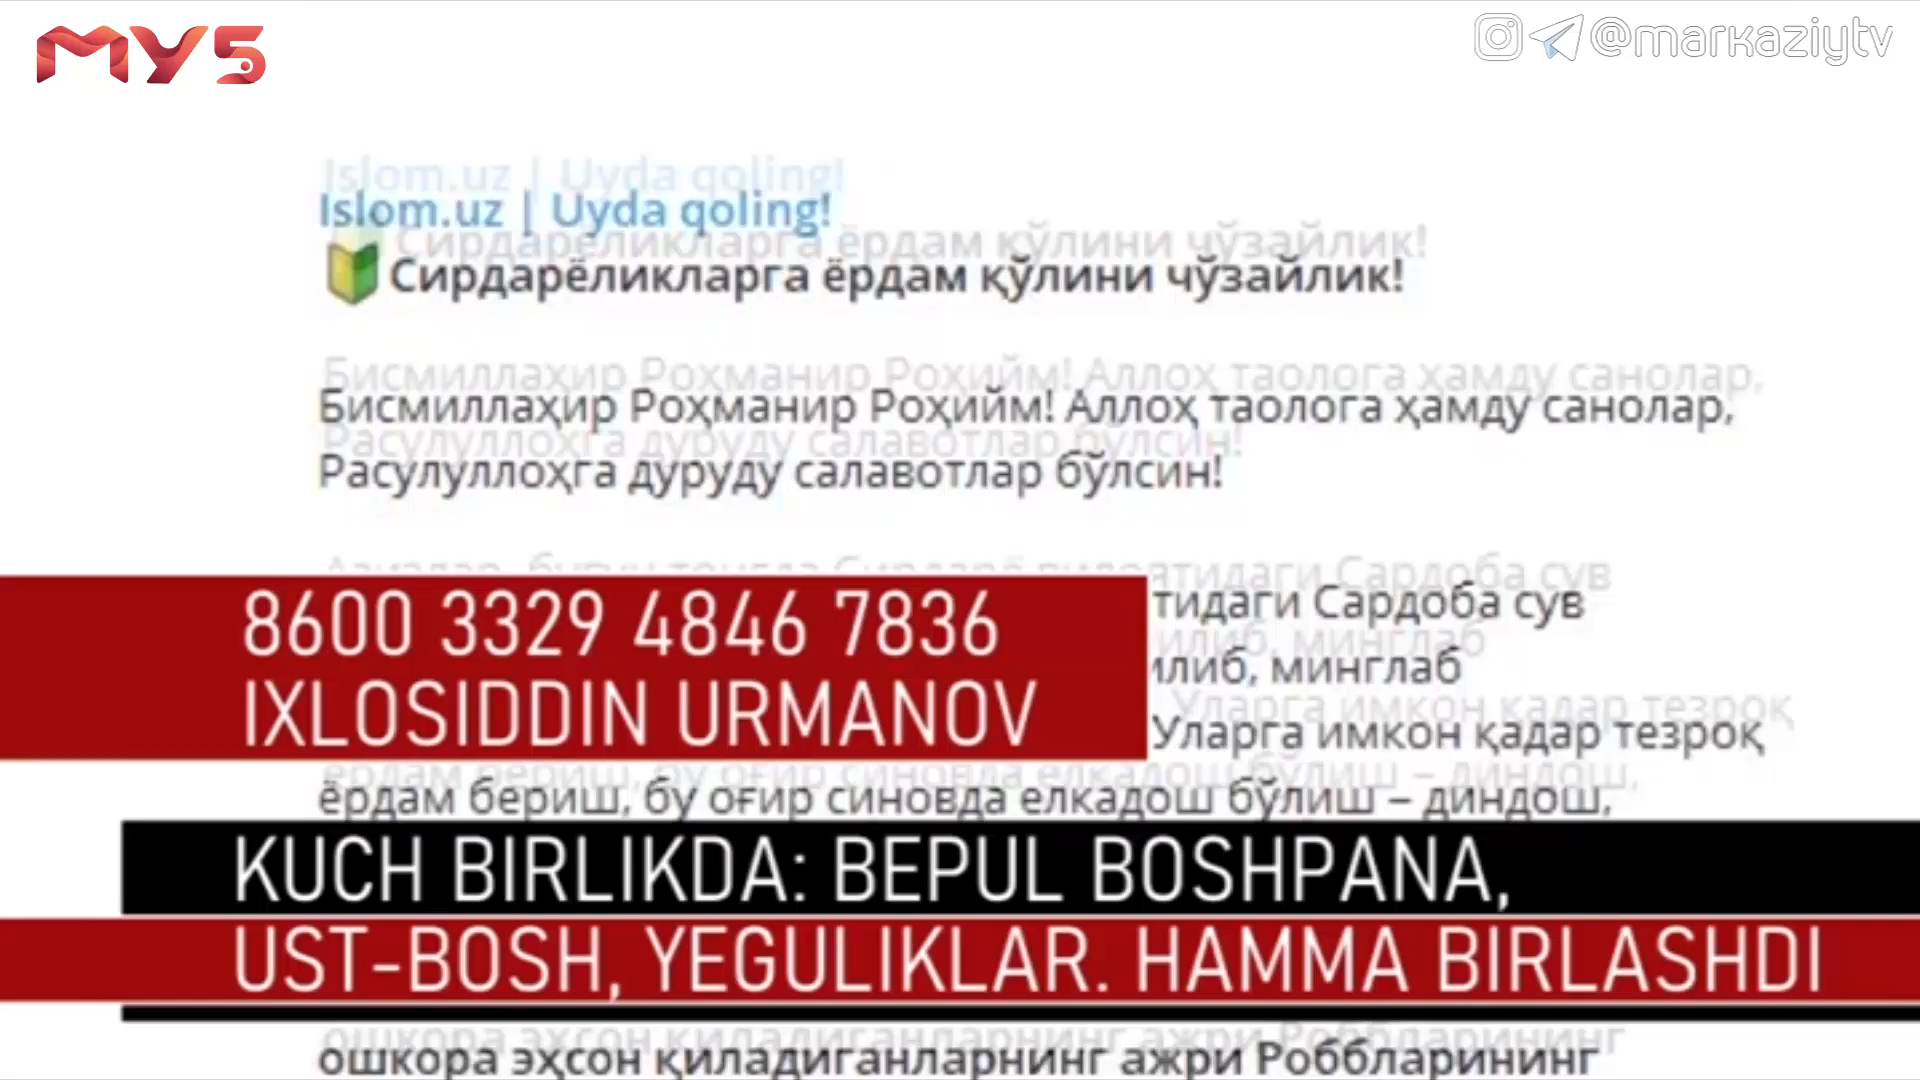 MY5
@markaziytv
Islom.uz | Uyda qoling!
Сирдарёликларга ёрдам қўлини чўзайлик!
Бисмиллаҳир Роҳманир Роҳийм! Аллоҳ таолога ҳамду санолар,
Расулуллоҳга дуруду салавотлар бўлсин!
Сардоба сув
минглаб
Уларга имкон қадар тезроқ
8600 3329 4846 7836
IXLOSIDDIN URMANOV
ёрдам бериш, бу оғир синовда елкадош бўлиш – диндош,
KUCH BIRLIKDA: BEPUL BOSHPANA,
UST-BOSH, YEGULIKLAR. HAMMA BIRLASHDI
ошкора эҳсон қиладиганларнинг ажри Роббларининг